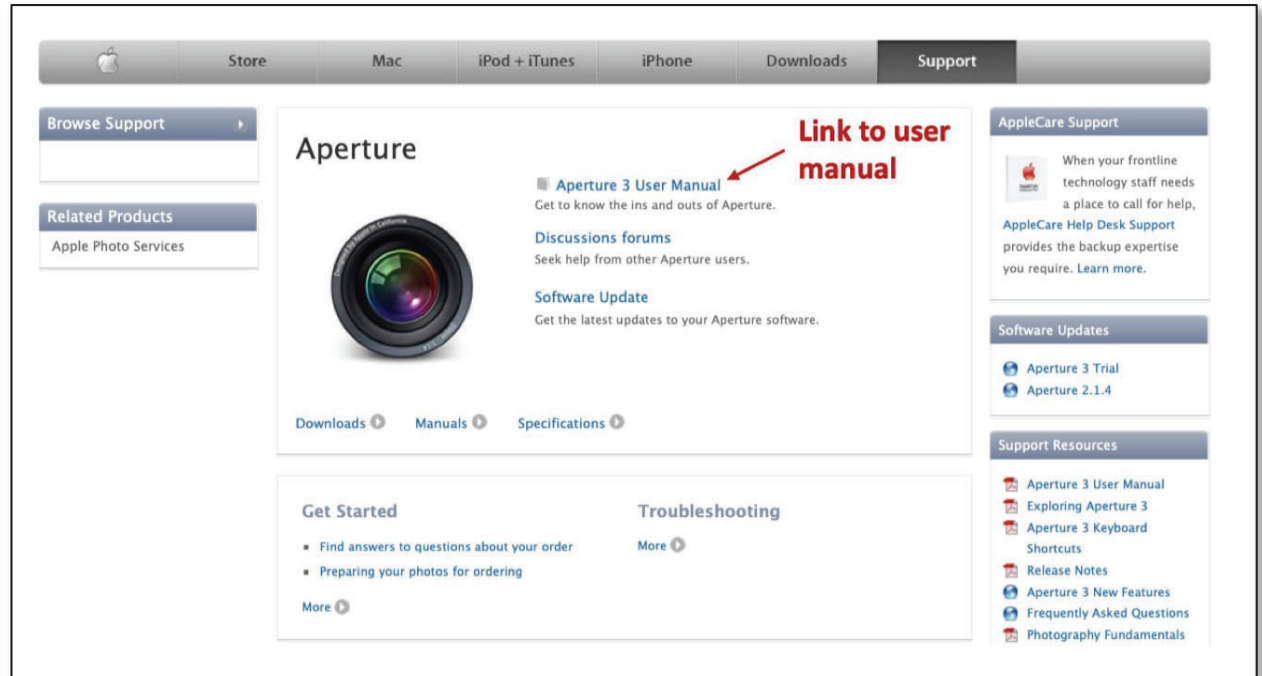 Store
Mac
iPod + iTunes
iPhone
Downloads
Support
Browse Support
Related Products
Apple Photo Services
Aperture
Link to user
manual
Aperture 3 User Manual
Get to know the ins and outs of Aperture.
Discussions forums
Seek help from other Aperture users.
Software Update
Get the latest updates to your Aperture software.
Designed by Apple in California
Downloads
Manuals
Specifications
Get Started
Find answers to questions about your order
Preparing your photos for ordering
More
Troubleshooting
More
AppleCare Support
When your frontline
technology staff needs
a place to call for help,
AppleCare Help Desk Support
provides the backup expertise
you require. Learn more.
Software Updates
Aperture 3 Trial
Aperture 2.1.4
Support Resources
Aperture 3 User Manual
Exploring Aperture 3
Aperture 3 Keyboard
Shortcuts
Release Notes
Aperture 3 New Features
Frequently Asked Questions
Photography Fundamentals